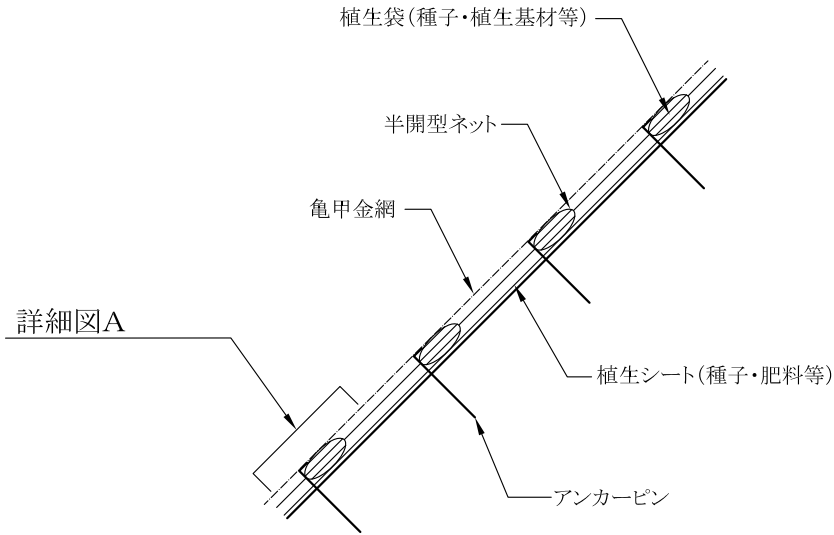 植生袋(種子・植生基材等)
半開型ネット
亀甲金網
詳細図A
植生シート(種子・肥料等)
アンカーピン